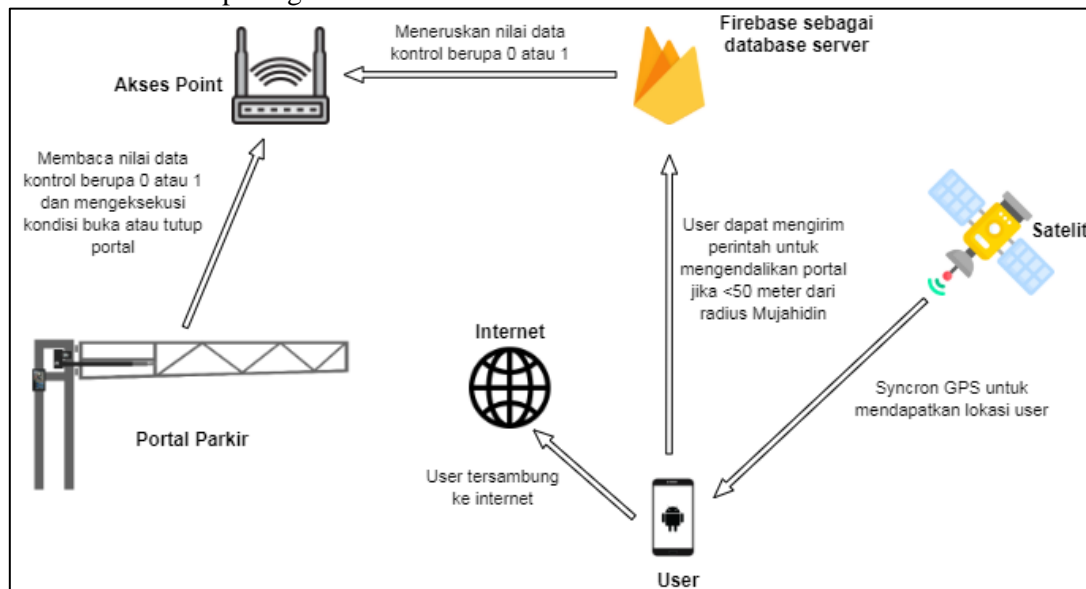 Meneruskan nilai data
kontrol berupa 0 atau 1
Firebase sebagai
database server
Akses Point
Membaca nilai data
kontrol berupa 0 atau 1
dan mengeksekusi
kondisi buka atau tutup
portal
User dapat mengirim
perintah untuk
mengendalikan portal
jika <50 meter dari
radius Mujahidin
Satelit
Internet
Syncron GPS untuk
mendapatkan lokasi user
Portal Parkir
User tersambung
ke internet
User